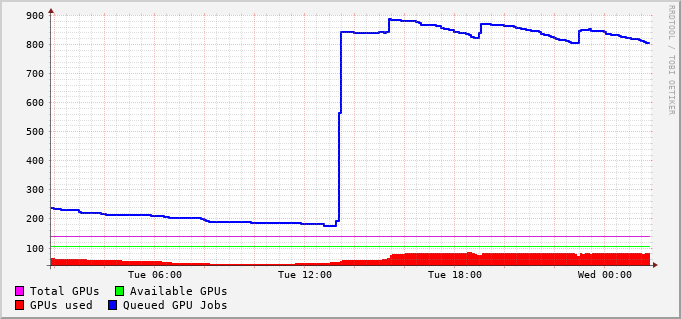 900
800
700
600
500
400
300
200
100
Tue 06:00 Tue 12:00 Tue 18:00 Wed 00:00
Total GPUs Available GPUs
GPUs used Queued GPU Jobs
RRDTOOL / TOBI OETIKER